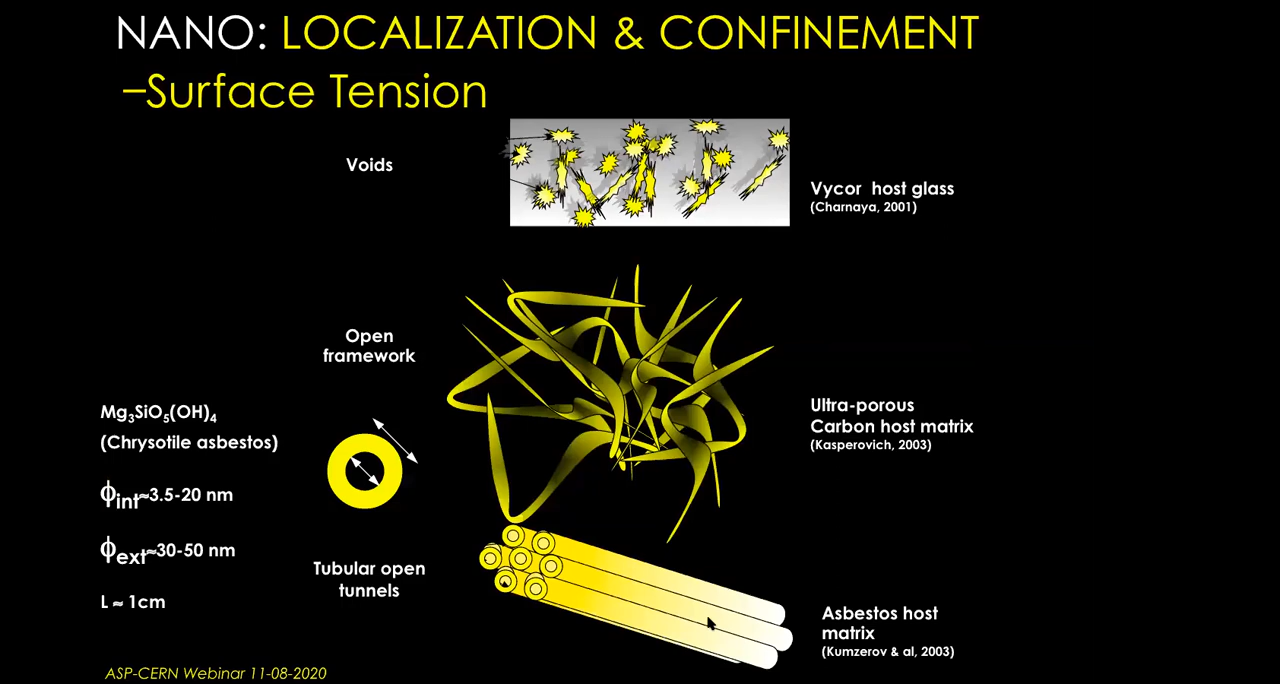 NANO: LOCALIZATION & CONFINEMENT
–Surface Tension
Voids
Vycor host glass
(Charnaya, 2001)
Open
framework
Ultra-porous
Carbon host matrix
(Kasperovich, 2003)
Mg₃SiO₅(OH)₄
(Chrysotile asbestos)
ϕint≈3.5-20 nm
ϕext≈30-50 nm
L ≈ 1cm
Tubular open
tunnels
Asbestos host
matrix
(Kumzerov & al, 2003)
ASP-CERN Webinar 11-08-2020